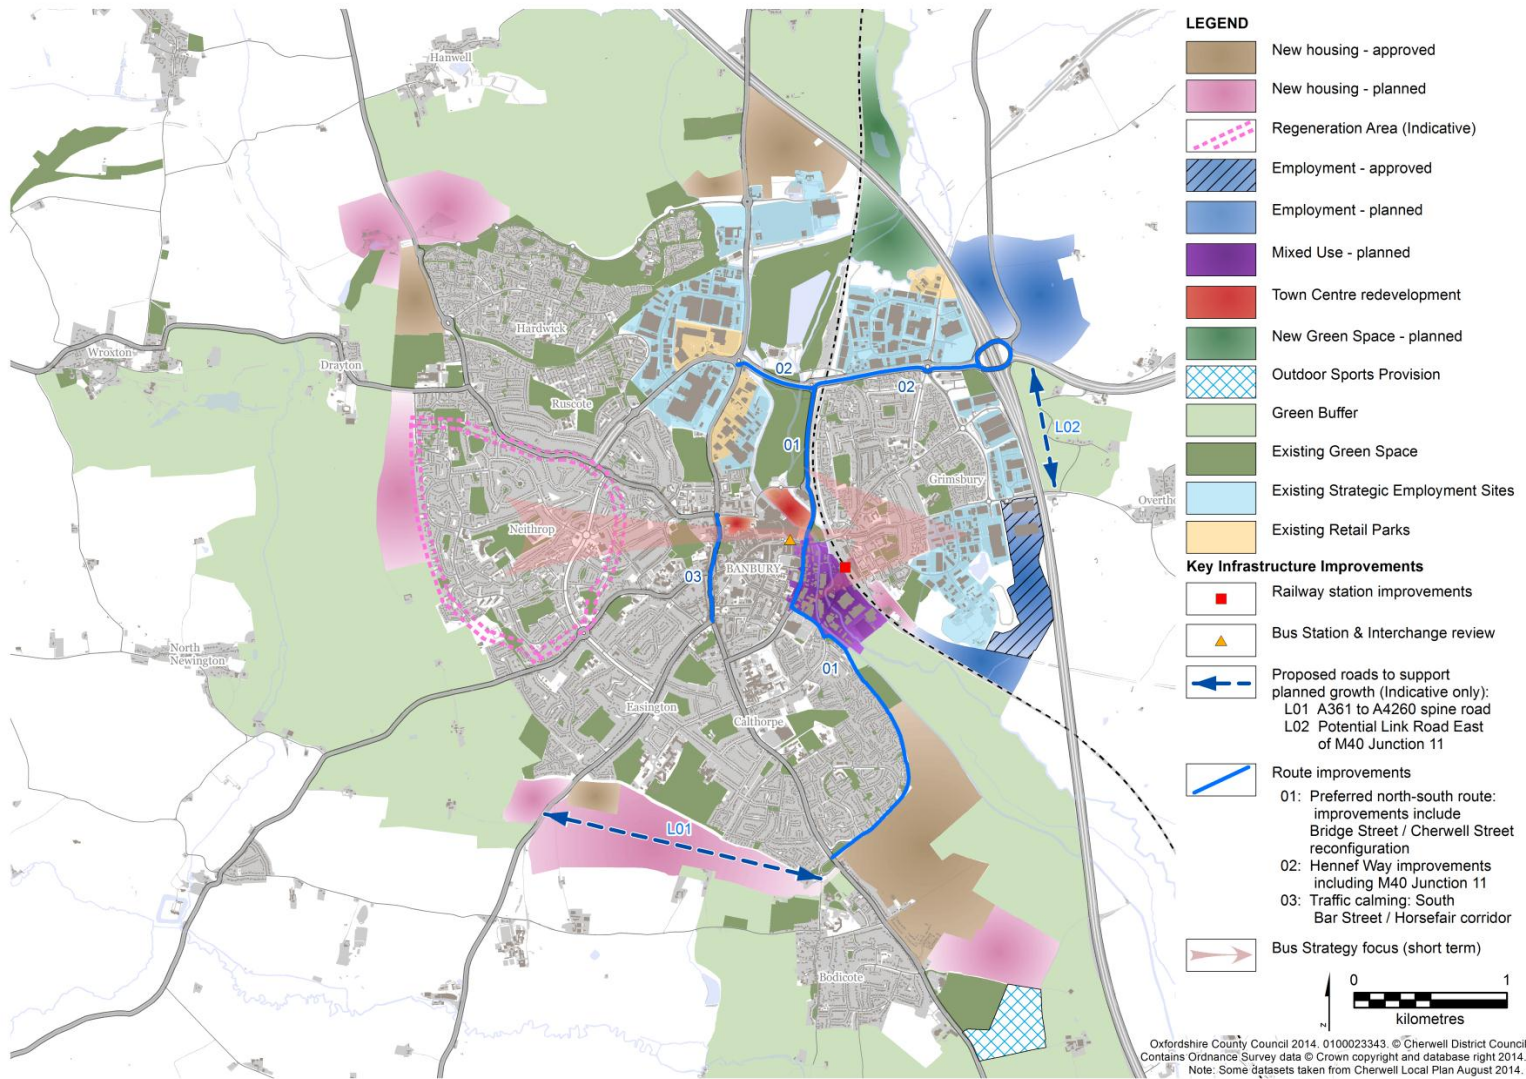 Hanwell
Hardwick
Wroxton
Drayton
Ruscote
02
02
L02
01
Grimsbury
Neithrop
03
BANBURY
North
Newington
01
Easington
Calthorpe
L01
Bodicote
LEGEND
New housing - approved
New housing - planned
Regeneration Area (Indicative)
Employment - approved
Employment - planned
Mixed Use - planned
Town Centre redevelopment
New Green Space - planned
Outdoor Sports Provision
Green Buffer
Existing Green Space
Existing Strategic Employment Sites
Existing Retail Parks
Key Infrastructure Improvements
Railway station improvements
Bus Station & Interchange review
Proposed roads to support
planned growth (Indicative only):
L01 A361 to A4260 spine road
L02 Potential Link Road East
of M40 Junction 11
Route improvements
01: Preferred north-south route:
improvements include
Bridge Street / Cherwell Street
reconfiguration
02: Hennef Way improvements
including M40 Junction 11
03: Traffic calming: South
Bar Street / Horsefair corridor
Bus Strategy focus (short term)
0 1
kilometres
N
Oxfordshire County Council 2014. 0100023343. © Cherwell District Council
Contains Ordnance Survey data © Crown copyright and database right 2014.
Note: Some datasets taken from Cherwell Local Plan August 2014.